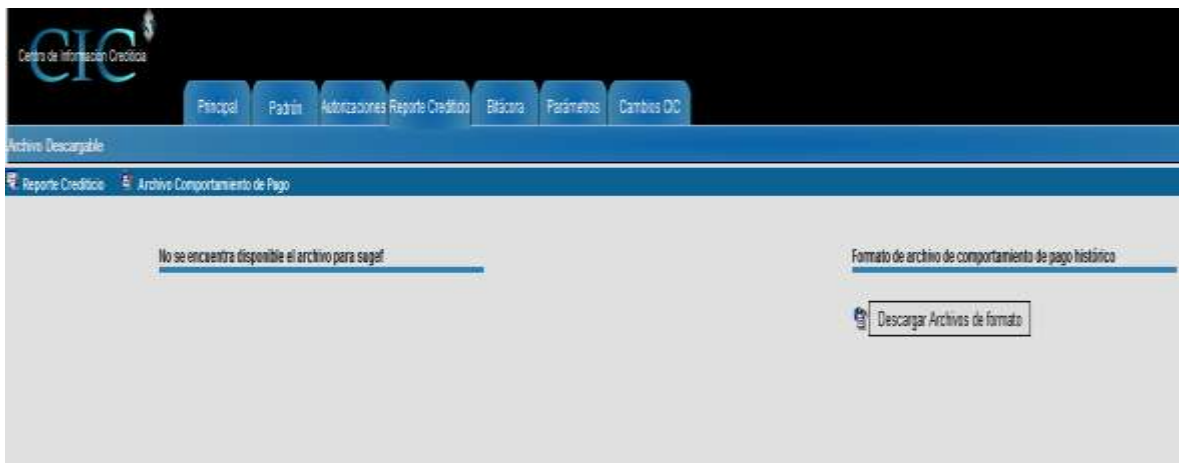 CIC
Centro de Información Crediticia
$
Principal Padrón Autorizaciones Reporte Crediticio Bitácora Parámetros Cambios CIC
Archivo Descargable
Reporte Crediticio Archivo Comportamiento de Pago
No se encuentra disponible el archivo para sugef
Formato de archivo de comportamiento de pago histórico
Descargar Archivos de formato